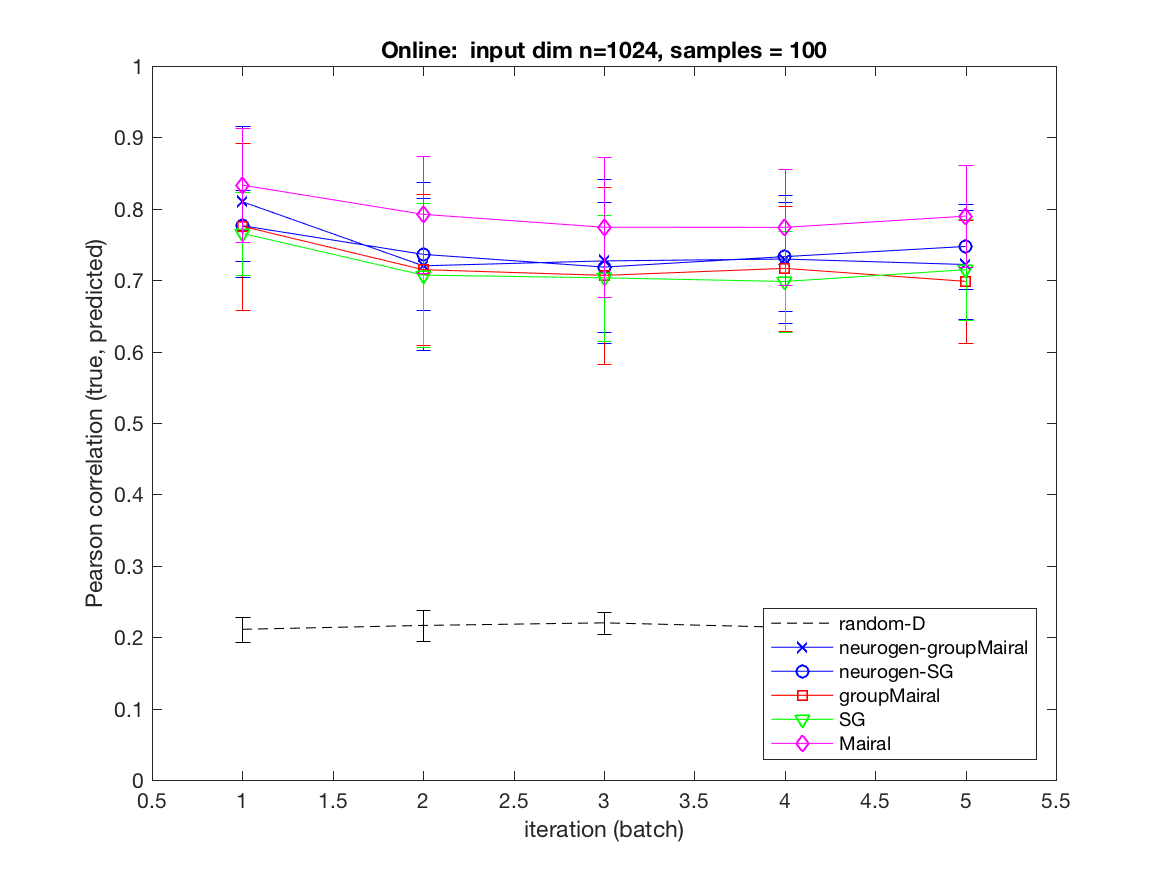 Online:  input dim n=1024, samples = 100
1
0.9
0.8
0.7
0.6
0.5
0.4
0.3
0.2
0.1
0
Pearson correlation (true, predicted)
random-D
neurogen-groupMairal
neurogen-SG
groupMairal
SG
Mairal
0.5 1 1.5 2 2.5 3 3.5 4 4.5 5 5.5
iteration (batch)